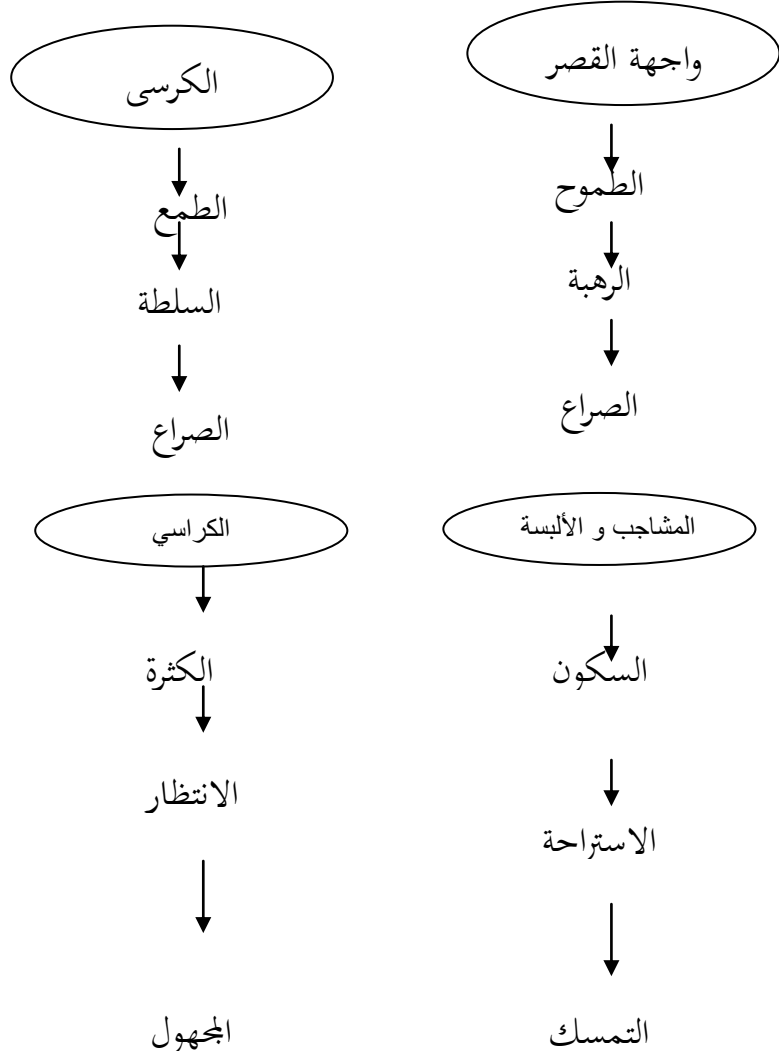 واجهة القصر
الطموح
الرهبة
الصراع
الكرسى
الطمع
السلطة
الصراع
المشاجب و الألبسة
السكون
الاستراحة
التمسك
الكراسي
الكثرة
الانتظار
المجهول